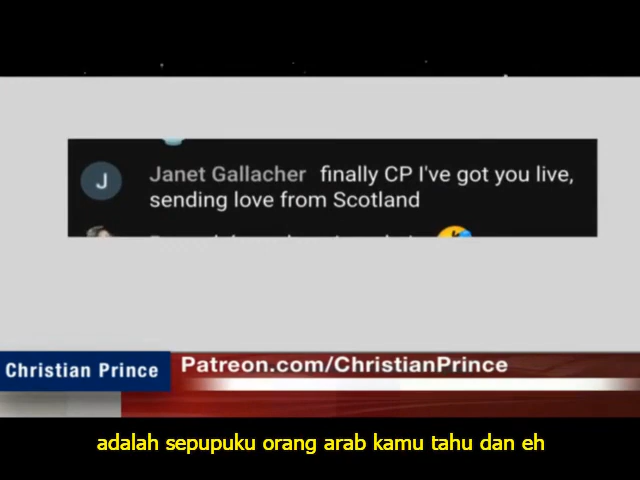 J
Janet Gallacher finally CP I've got you live,
sending love from Scotland
Christian Prince
Patreon.com/ChristianPrince
adalah sepupuku orang arab kamu tahu dan eh